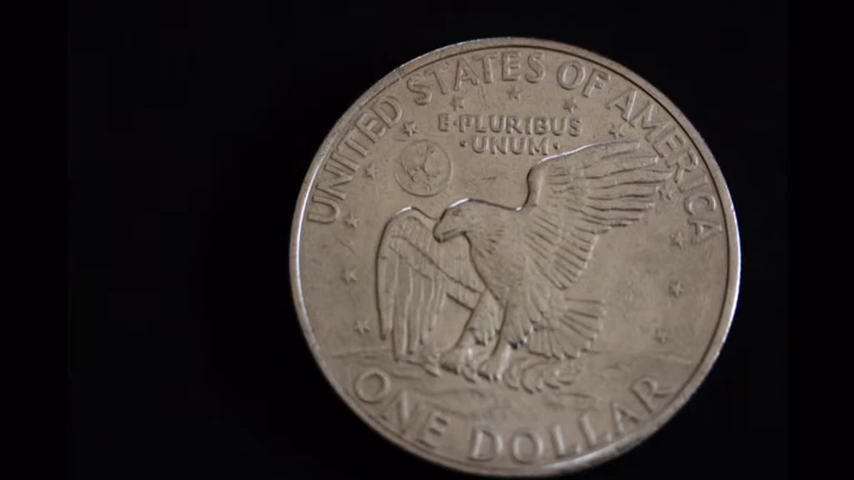 UNITED STATES OF AMERICA
E·PLURIBUS
·UNUM·
ONE DOLLAR